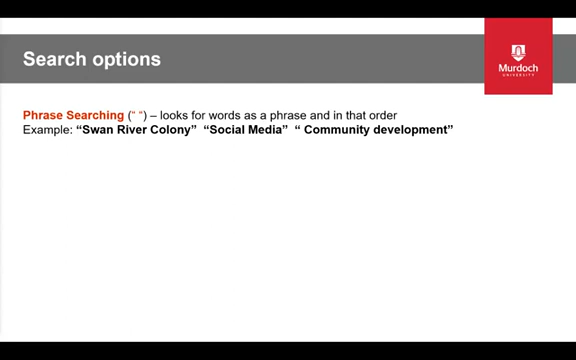 Search options
Murdoch
UNIVERSITY
Phrase Searching (“ “) – looks for words as a phrase and in that order
Example: “Swan River Colony”  “Social Media”  “ Community development”